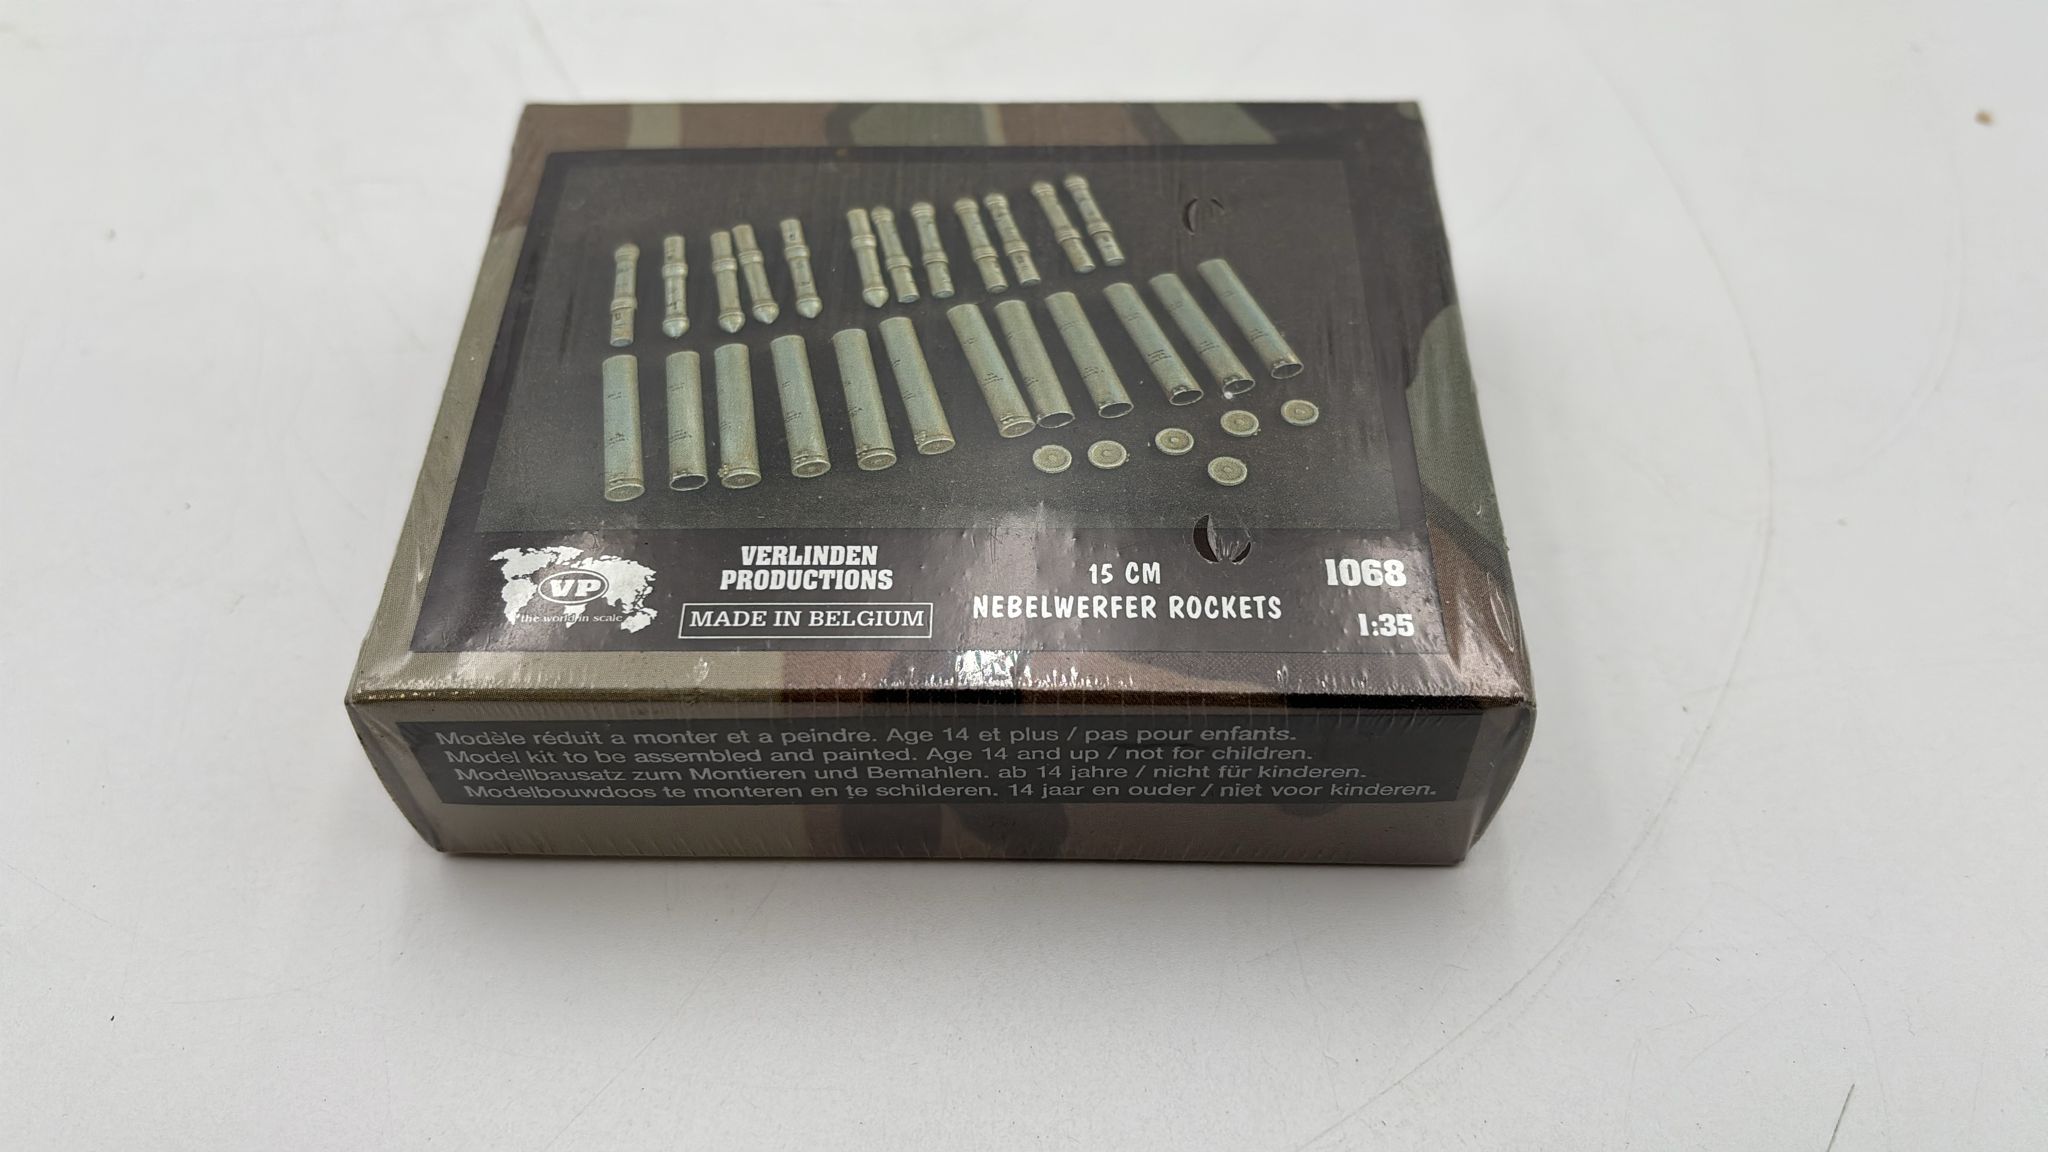 VP
the world in scale
VERLINDEN
PRODUCTIONS
MADE IN BELGIUM
15 CM
NEBELWERFER ROCKETS
1068
1:35
Modèle réduit a monter et a peindre. Age 14 et plus / pas pour enfants.
Model kit to be assembled and painted. Age 14 and up / not for children.
Modellbausatz zum Montieren und Bemahlen. ab 14 jahre / nicht für kinderen.
Modelbouwdoos te monteren en te schilderen. 14 jaar en ouder / niet voor kinderen.